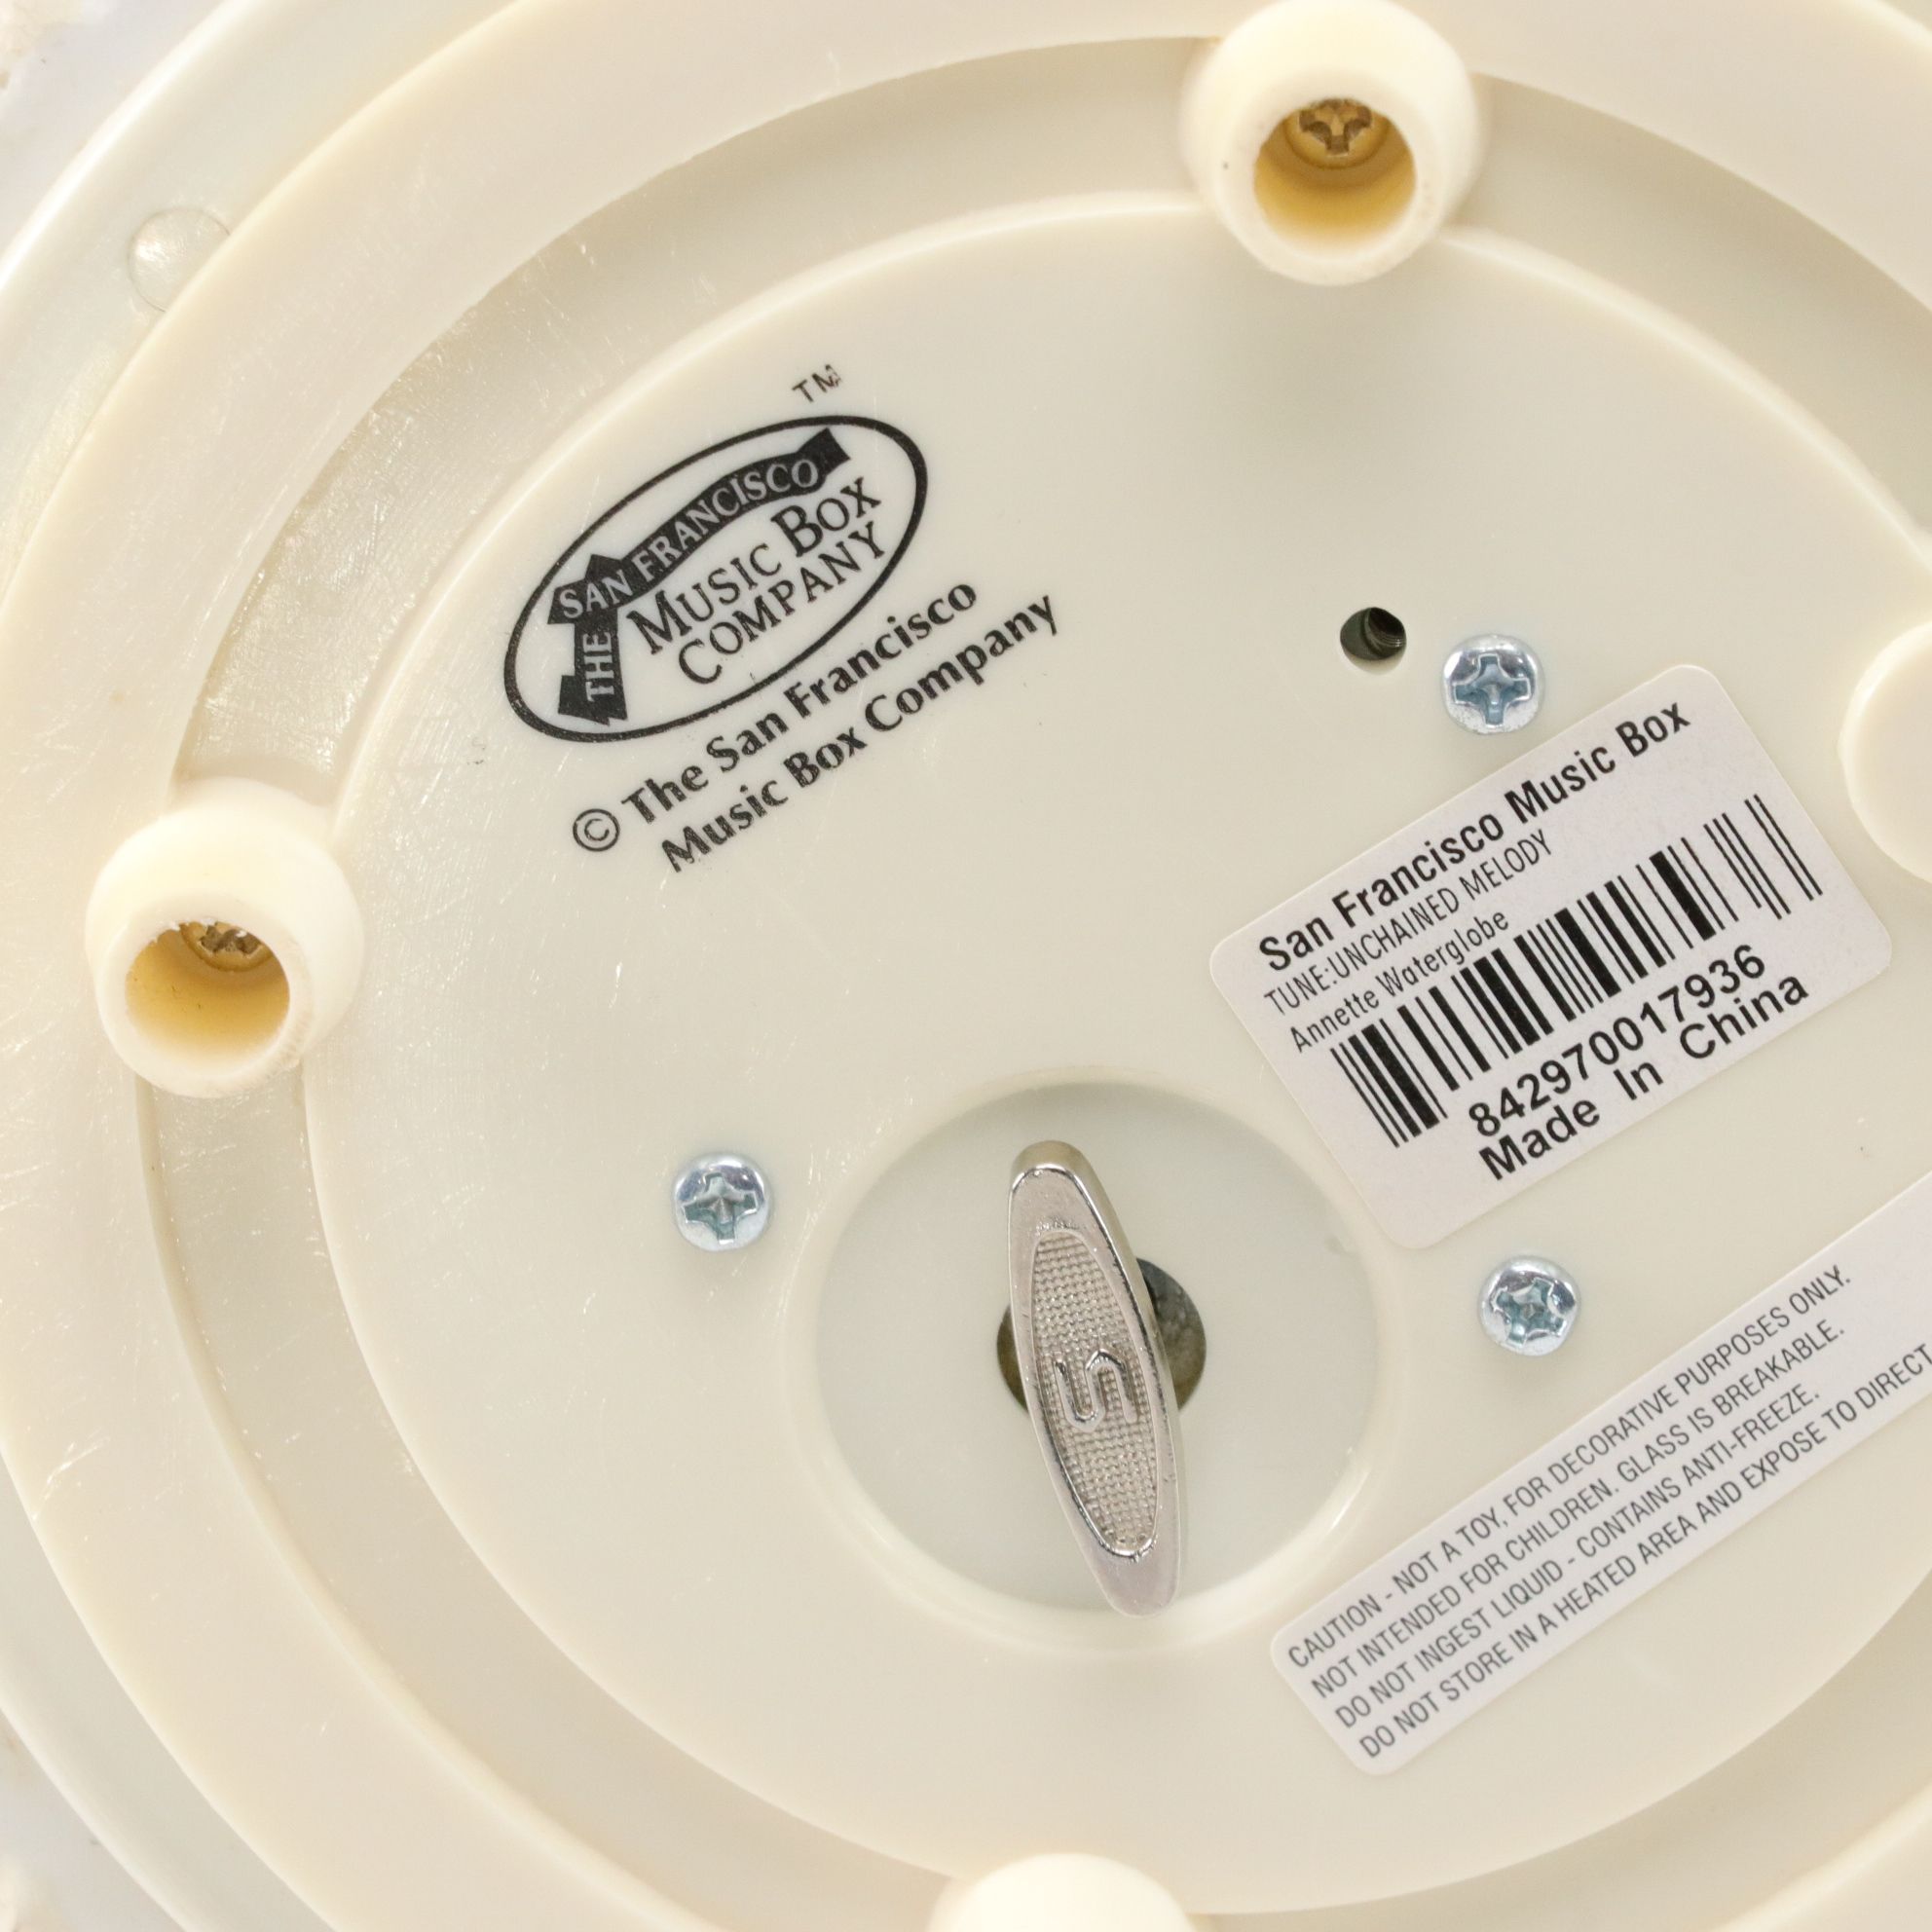 TM
THE SAN FRANCISCO
MUSIC BOX
COMPANY
© The San Francisco
Music Box Company
San Francisco Music Box
TUNE:UNCHAINED MELODY
Annette Waterglobe
842970017936
Made In China
S
CAUTION - NOT A TOY, FOR DECORATIVE PURPOSES ONLY.
NOT INTENDED FOR CHILDREN. GLASS IS BREAKABLE.
DO NOT INGEST LIQUID - CONTAINS ANTI-FREEZE.
DO NOT STORE IN A HEATED AREA AND EXPOSE TO DIRECT